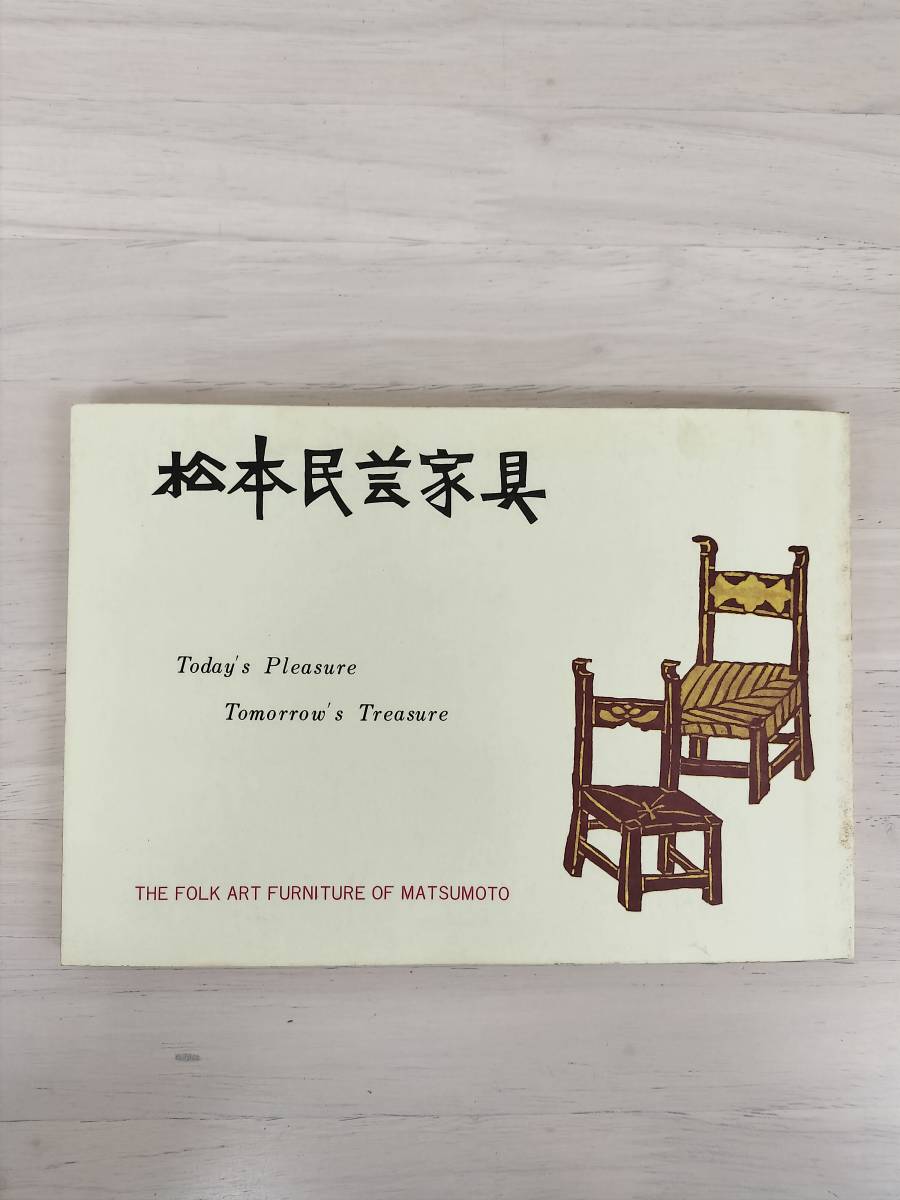 松本民芸家具
Today's Pleasure
Tomorrow's Treasure
THE FOLK ART FURNITURE OF MATSUMOTO